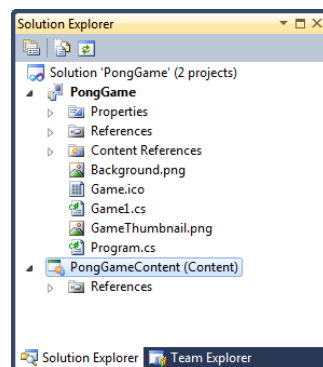 Solution Explorer
Solution 'PongGame' (2 projects)
PongGame
Properties
References
Content References
Background.png
Game.ico
Game1.cs
GameThumbnail.png
Program.cs
PongGameContent (Content)
References
Solution Explorer Team Explorer